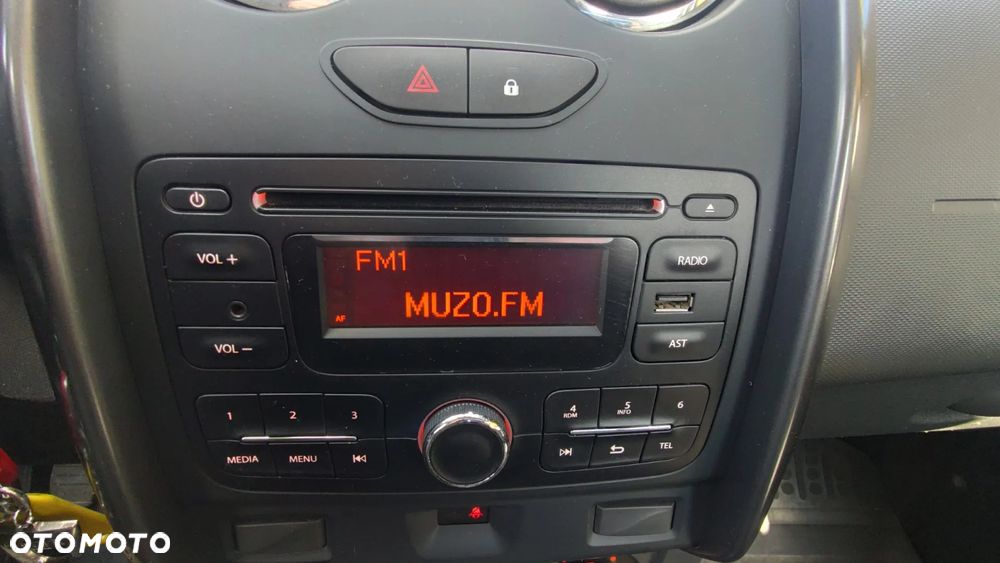 FM1
MUZO.FM
AF
VOL +
VOL –
RADIO
AST
1
2
3
MEDIA
MENU
4
RDM
5
INFO
6
TEL
OTOMOTO